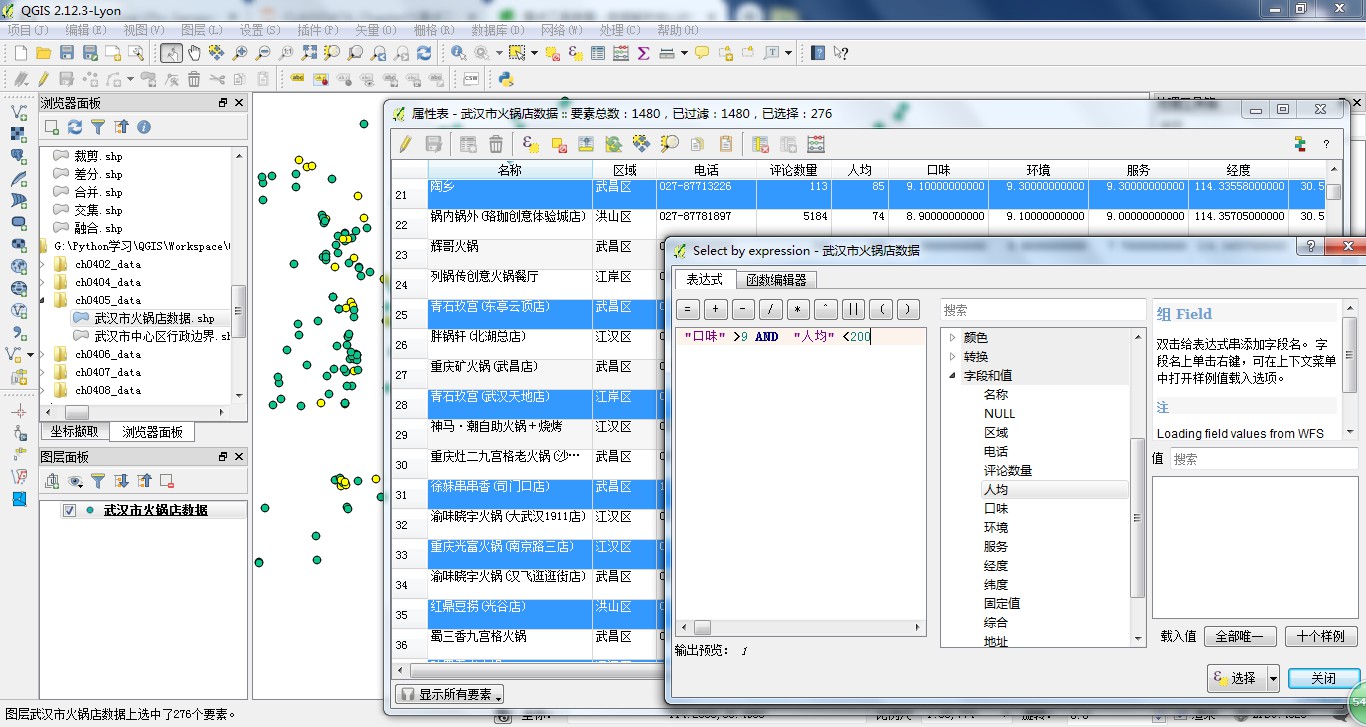 QGIS 2.12.3-Lyon
项目(J) 编辑(E) 视图(V) 图层(L) 设置(S) 插件(P) 矢量(O) 栅格(R) 数据库(D) 网络(W) 处理(C) 帮助(H)
浏览器面板
裁剪.shp
差分.shp
合并.shp
交集.shp
融合.shp
G:\Python学习\QGIS\Workspace\
ch0402_data
ch0404_data
ch0405_data
武汉市火锅店数据.shp
武汉市中心区行政边界.sh
ch0406_data
ch0407_data
ch0408_data
坐标撷取 浏览器面板
图层面板
武汉市火锅店数据
图层武汉市火锅店数据上选中了276个要素。
属性表 - 武汉市火锅店数据 :: 要素总数：1480，已过滤：1480，已选择：276
名称 区域 电话 评论数量 人均 口味 环境 服务 经度
21 陶乡 武昌区 027-87713226 113 85 9.10000000000 9.30000000000 9.30000000000 114.33558000000 30.5
22 锅内锅外(珞珈创意体验城店) 洪山区 027-87781897 5184 74 8.90000000000 9.10000000000 9.00000000000 114.35705000000 30.5
23 辉哥火锅 武昌区
24 列锅传创意火锅餐厅 江岸区
25 青石玖宫(东亭云顶店) 武昌区
26 胖锅轩(北湖总店) 江汉区
27 重庆矿火锅(武昌店) 武昌区
28 青石玖宫(武汉天地店) 江岸区
29 神马·潮自助火锅+烧烤 江汉区
30 重庆灶二九宫格老火锅(沙… 武昌区
31 徐妹串串香(司门口店) 武昌区
32 渝味晓宇火锅(大武汉1911店) 江汉区
33 重庆光富火锅(南京路三店) 江汉区
34 渝味晓宇火锅(汉飞逛逛街店) 武昌区
35 红鼎豆捞(光谷店) 洪山区
36 蜀三香九宫格火锅 武昌区
显示所有要素
Select by expression - 武汉市火锅店数据
表达式 函数编辑器
= + - / * ^ || ( )
"口味" >9 AND "人均" <200
输出预览： 1
搜索
颜色
转换
字段和值
名称
NULL
区域
电话
评论数量
人均
口味
环境
服务
经度
纬度
固定值
综合
地址
组 Field
双击给表达式串添加字段名。 字
段名上单击右键，可在上下文菜单
中打开样例值载入选项。
注
Loading field values from WFS
值 搜索
载入值 全部唯一 十个样例
选择 关闭